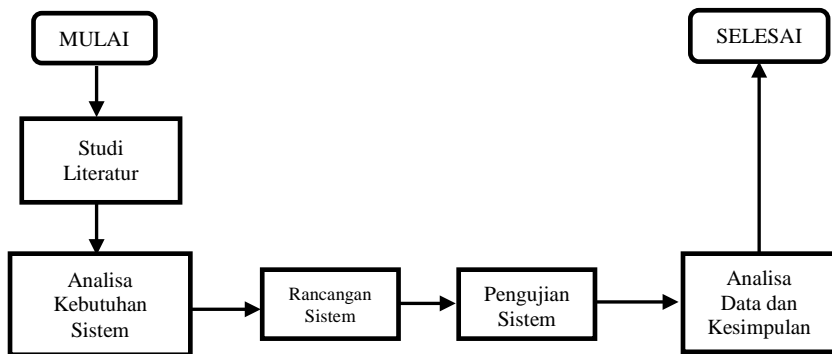 MULAI
Studi
Literatur
Analisa
Kebutuhan
Sistem
Rancangan
Sistem
Pengujian
Sistem
Analisa
Data dan
Kesimpulan
SELESAI